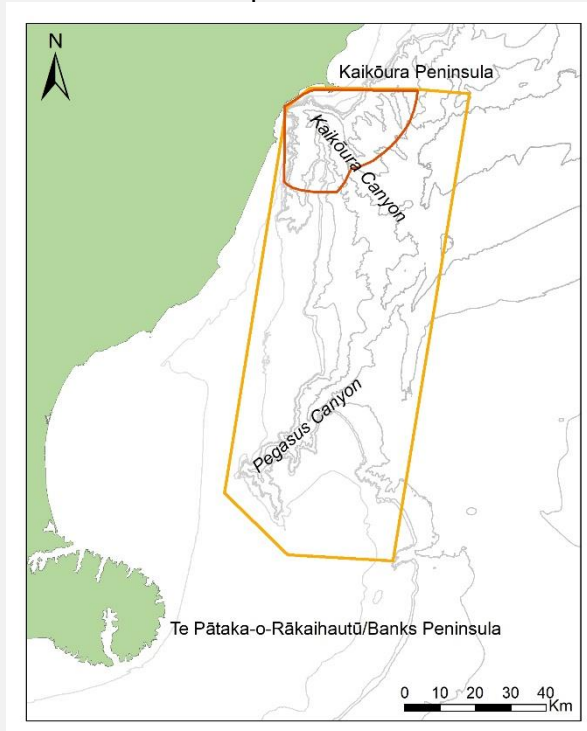 N
Kaikōura Peninsula
Kaikōura Canyon
Pegasus Canyon
Te Pātaka-o-Rākaihautū/Banks Peninsula
0 10 20 30 40
Km